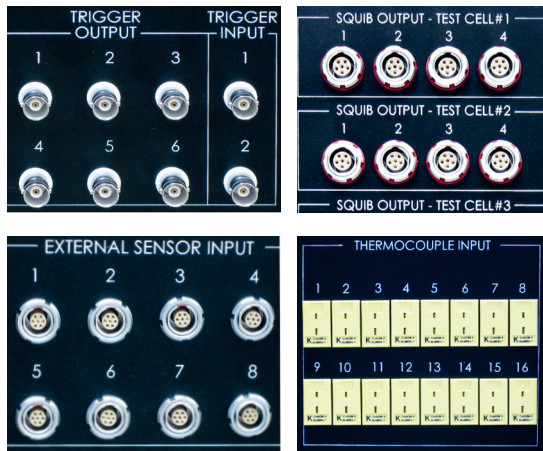 TRIGGER OUTPUT
TRIGGER INPUT
1 2 3 1
4 5 6 2
SQUIB OUTPUT - TEST CELL#1
1 2 3 4
SQUIB OUTPUT - TEST CELL#2
1 2 3 4
SQUIB OUTPUT - TEST CELL#3
EXTERNAL SENSOR INPUT
1 2 3 4
5 6 7 8
THERMOCOUPLE INPUT
1 2 3 4 5 6 7 8
K K K K K K K K
9 10 11 12 13 14 15 16
K K K K K K K K